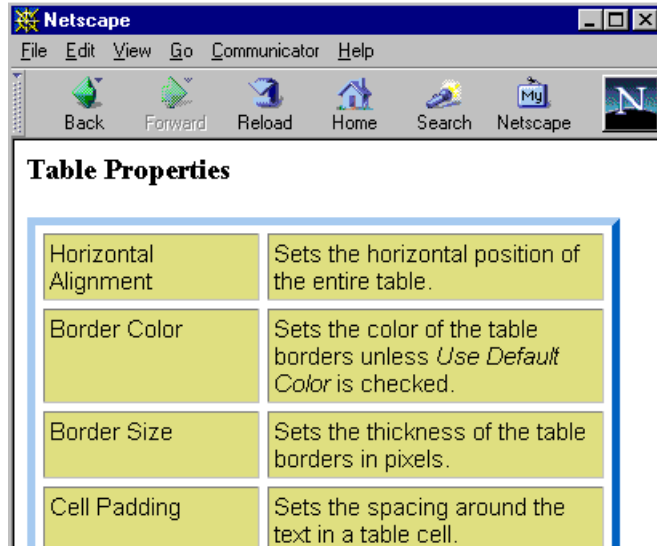 Netscape
File Edit View Go Communicator Help
My
N
Back Forward Reload Home Search Netscape
Table Properties
Horizontal
Alignment
Sets the horizontal position of
the entire table.
Border Color
Sets the color of the table
borders unless Use Default
Color is checked.
Border Size
Sets the thickness of the table
borders in pixels.
Cell Padding
Sets the spacing around the
text in a table cell.